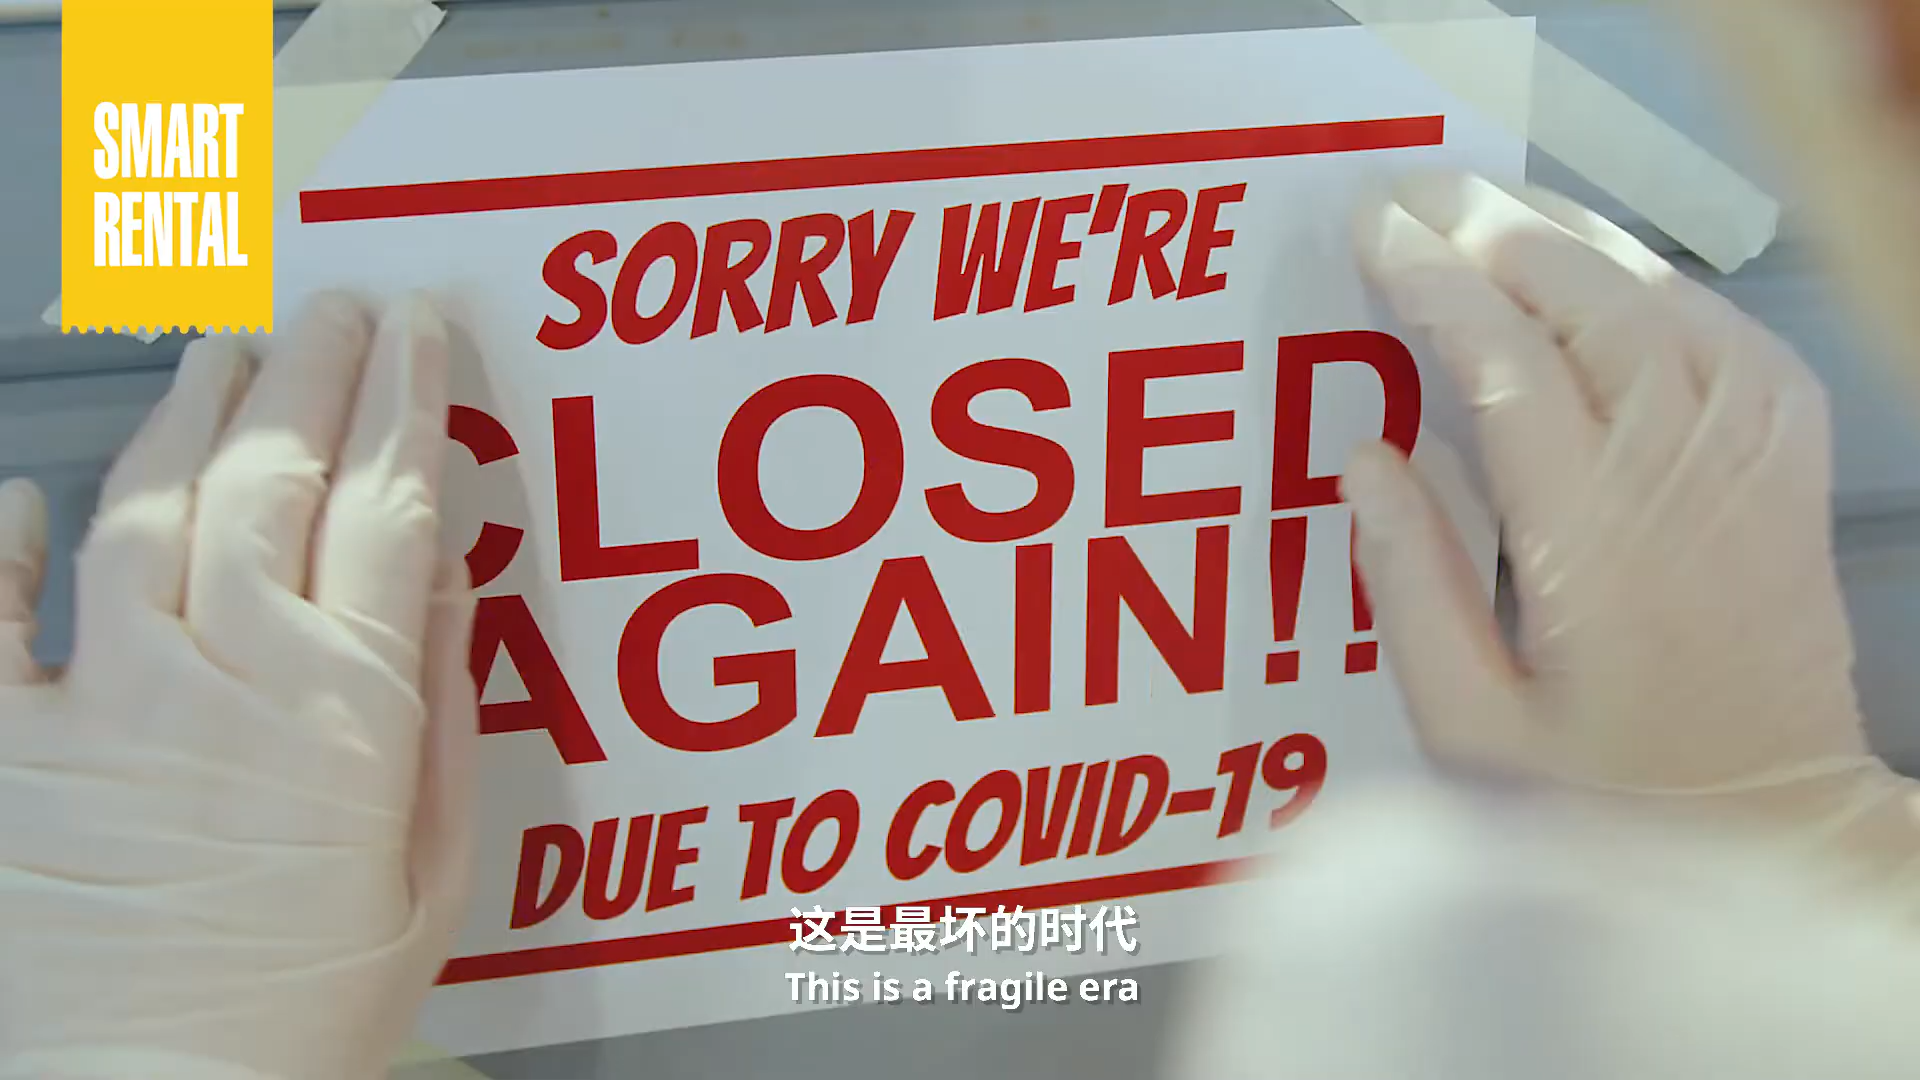 SMART
RENTAL
SORRY WE'RE
CLOSED
AGAIN!!
DUE TO COVID-19
这是最坏的时代
This is a fragile era